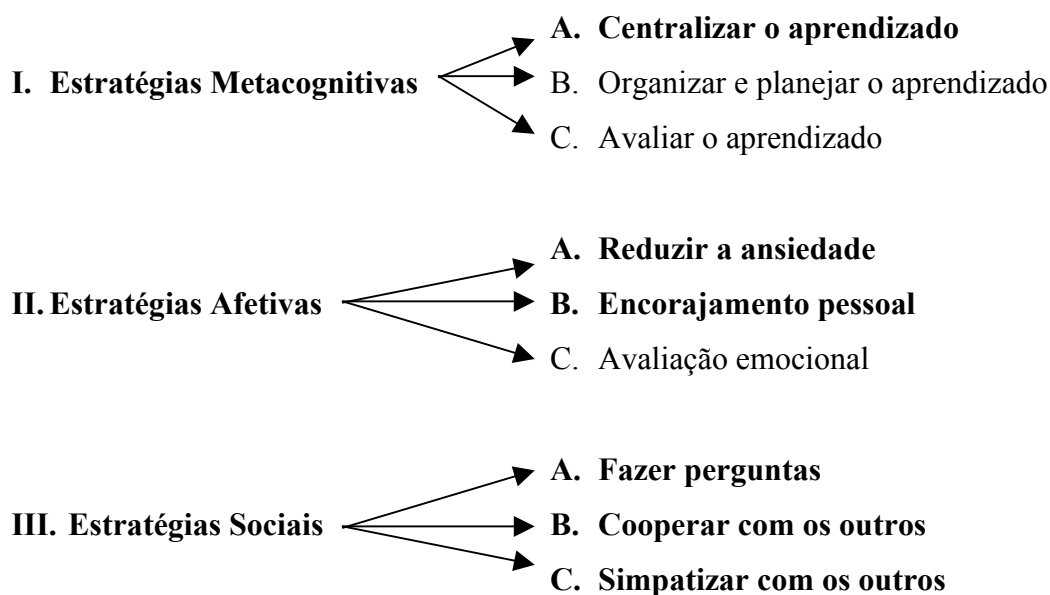 A. Centralizar o aprendizado
I. Estratégias Metacognitivas
B. Organizar e planejar o aprendizado
C. Avaliar o aprendizado
A. Reduzir a ansiedade
II. Estratégias Afetivas
B. Encorajamento pessoal
C. Avaliação emocional
A. Fazer perguntas
III. Estratégias Sociais
B. Cooperar com os outros
C. Simpatizar com os outros